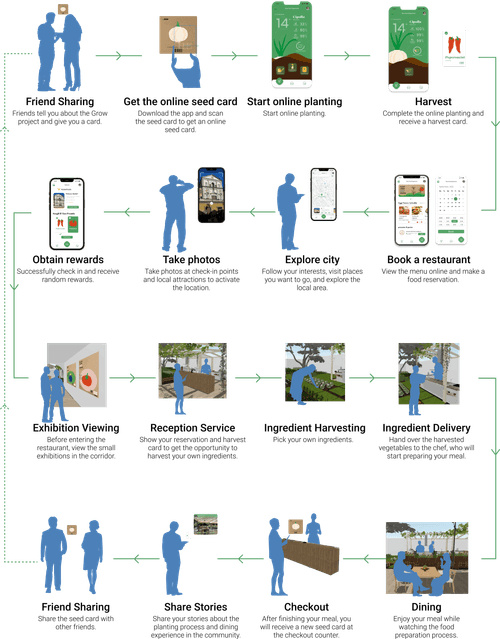 14
14
Friend Sharing
Get the online seed card
Start online planting
Harvest
Friends tell you about the Grow
project and give you a card.
Download the app and scan
the seed card to get an online
seed card.
Start online planting.
Complete the online planting and
receive a harvest card.
Obtain rewards
Take photos
Explore city
Book a restaurant
Successfully check in and receive
random rewards.
Take photos at check-in points
and local attractions to activate
the location.
Follow your interests, visit places
you want to go, and explore the
local area.
View the menu online and make a
food reservation.
Exhibition Viewing
Reception Service
Ingredient Harvesting
Ingredient Delivery
Before entering the
restaurant, view the small
exhibitions in the corridor.
Show your reservation and harvest
card to get the opportunity to
harvest your own ingredients.
Pick your own ingredients.
Hand over the harvested
vegetables to the chef, who will
start preparing your meal.
Friend Sharing
Share Stories
Checkout
Dining
Share the seed card with
other friends.
Share your stories about the
planting process and dining
experience in the community.
After finishing your meal, you
will receive a new seed card at
the checkout counter.
Enjoy your meal while
watching the food
preparation process.